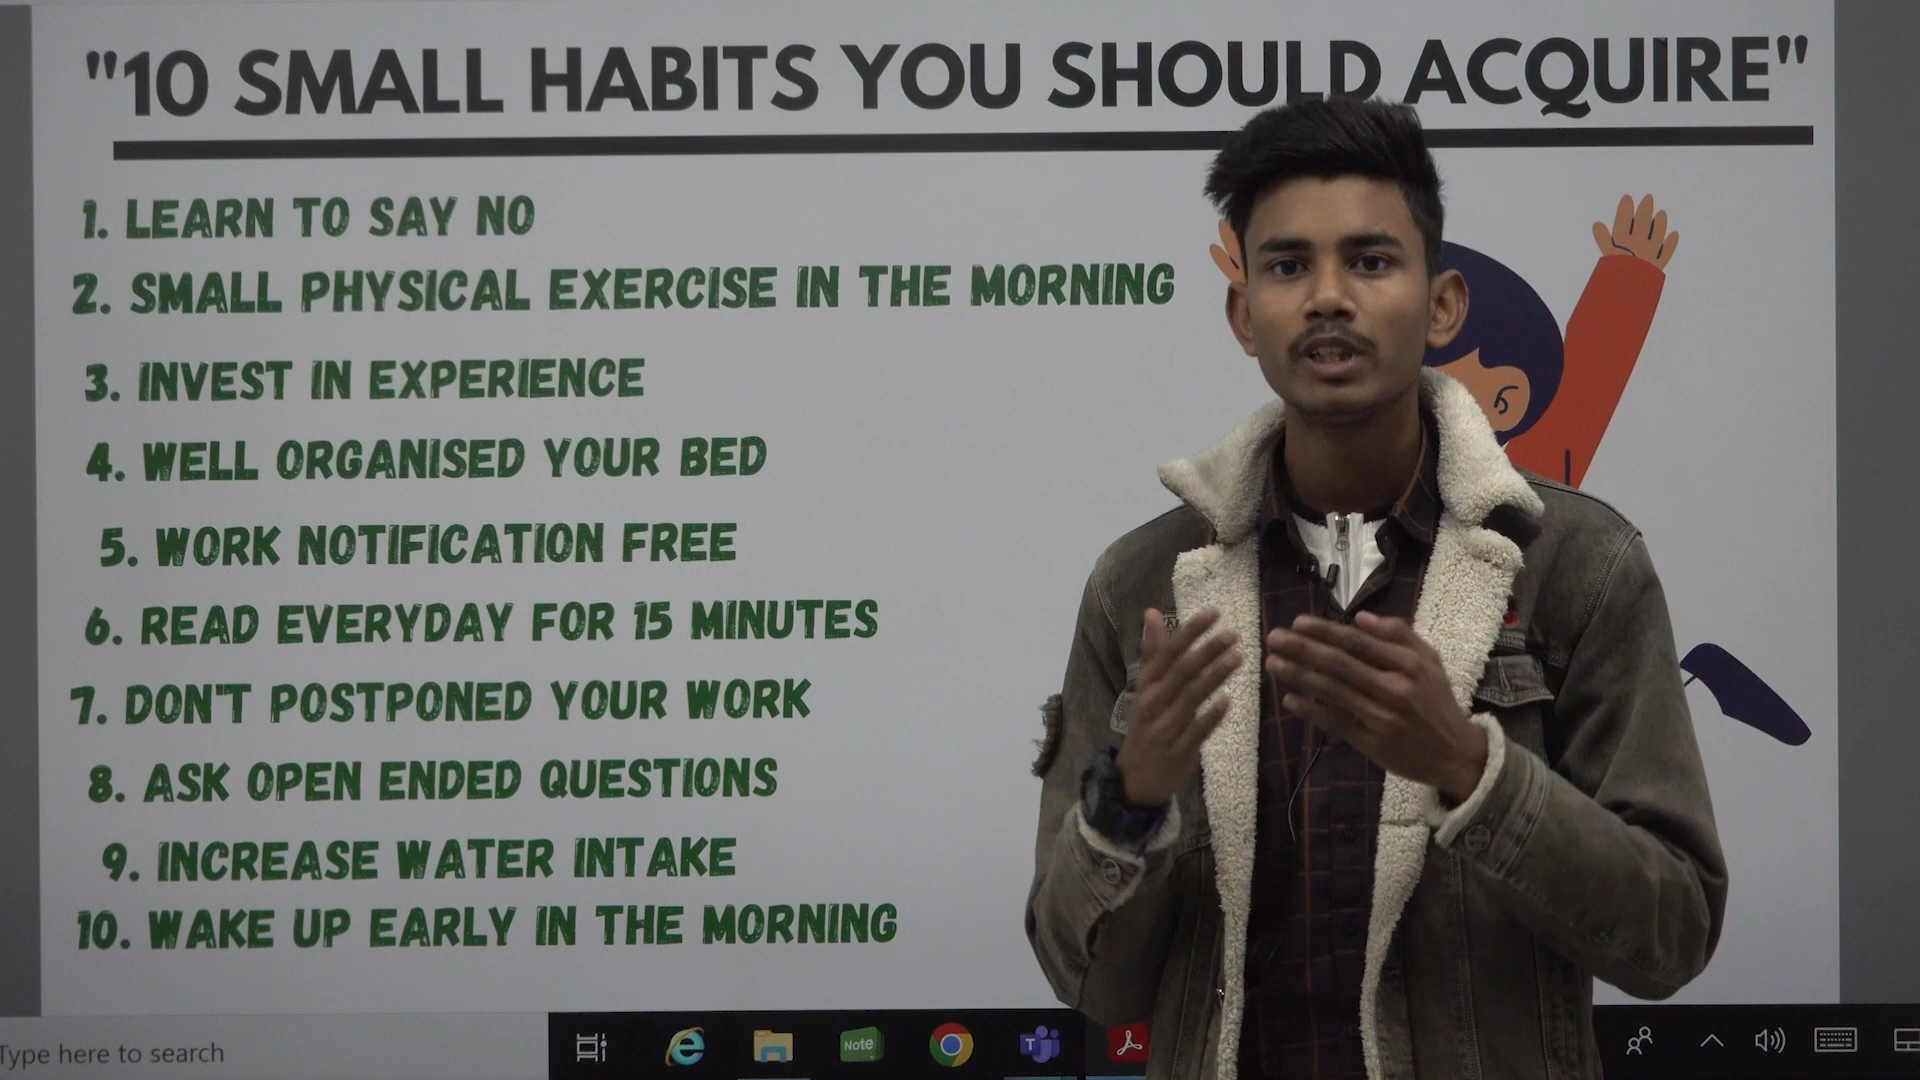 "10 SMALL HABITS YOU SHOULD ACQUIRE"
1. LEARN TO SAY NO
2. SMALL PHYSICAL EXERCISE IN THE MORNING
3. INVEST IN EXPERIENCE
4. WELL ORGANISED YOUR BED
5. WORK NOTIFICATION FREE
6. READ EVERYDAY FOR 15 MINUTES
7. DON'T POSTPONED YOUR WORK
8. ASK OPEN ENDED QUESTIONS
9. INCREASE WATER INTAKE
10. WAKE UP EARLY IN THE MORNING
Type here to search
Note
T